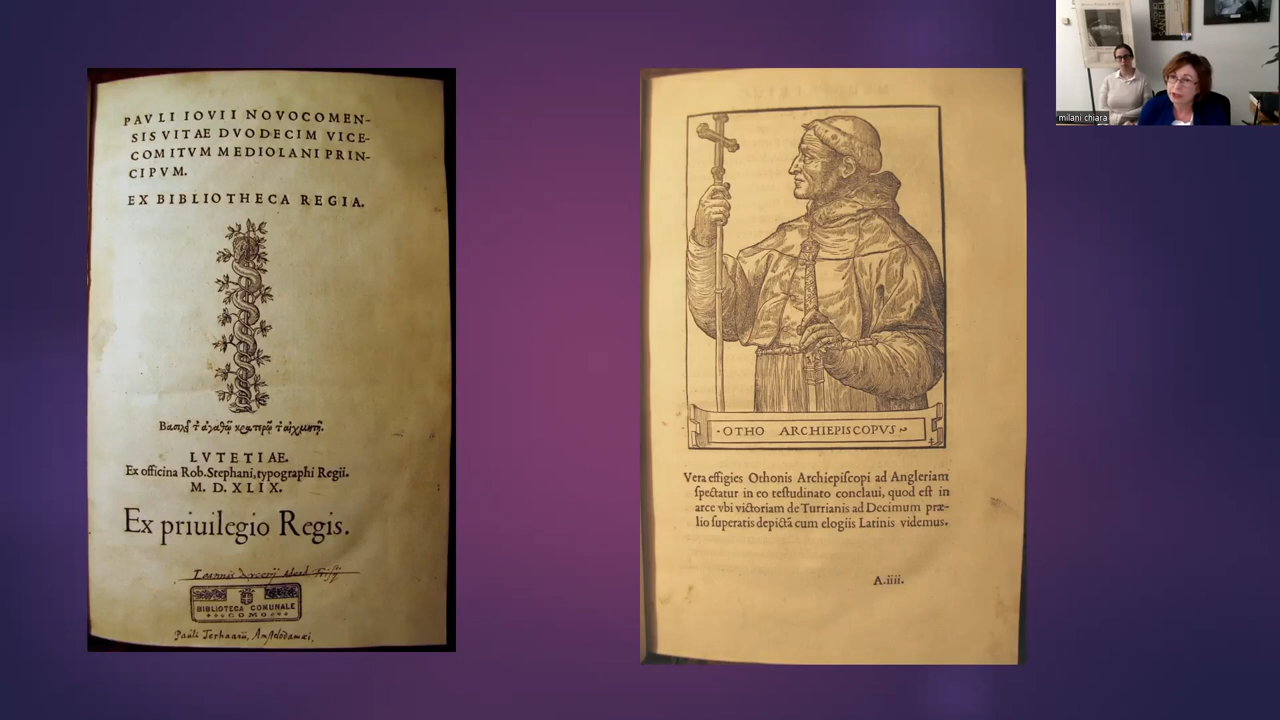 PAVLI IOVII NOVOCOMEN-
SIS VITAE DVODECIM VICE-
COMITVM MEDIOLANI PRIN-
CIPVM.
EX BIBLIOTHECA REGIA.
LVTETIAE.
Ex officina Rob. Stephani, typographi Regii.
M. D. XLIX.
Ex priuilegio Regis.
BIBLIOTECA COMUNALE
COMO
Pauli
·OTHO ARCHIEPISCOPVS
Vera effigies Othonis Archiepiſcopi ad Angleriam
ſpectatur in eo teſtudinato conclaui, quod eſt in
arce vbi victoriam de Turrianis ad Decimum præ-
lio ſuperatis depictã cum elogiis Latinis videmus.
A.iiii.
milani chiara